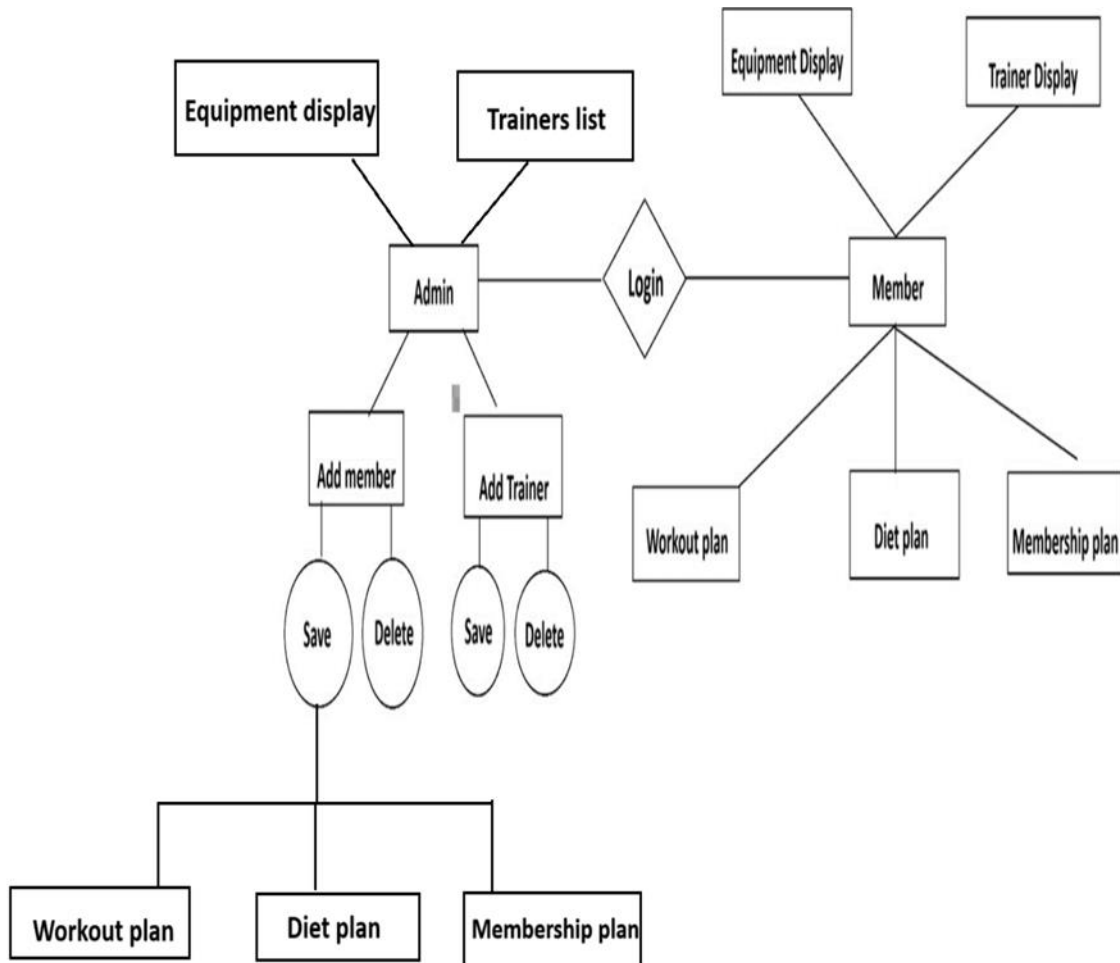 Equipment Display
Trainer Display
Equipment display
Trainers list
Admin
Login
Member
Add member
Add Trainer
Workout plan
Diet plan
Membership plan
Save
Delete
Save
Delete
Workout plan
Diet plan
Membership plan